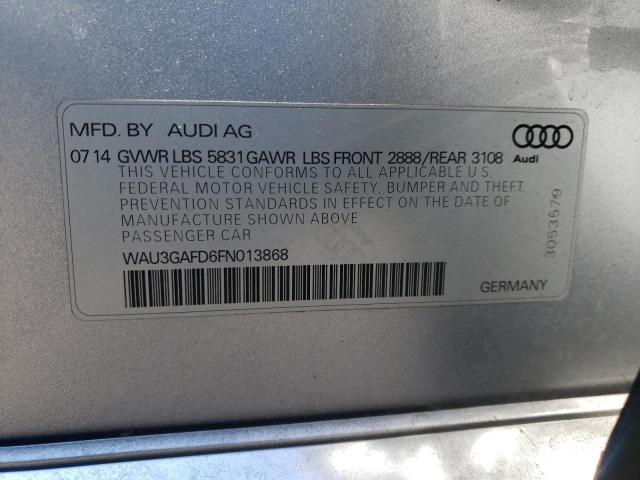 MFD. BY AUDI AG
07 14 GVWR LBS 5831 GAWR LBS FRONT 2888/REAR 3108
Audi
THIS VEHICLE CONFORMS TO ALL APPLICABLE U.S.
FEDERAL MOTOR VEHICLE SAFETY. BUMPER AND THEFT
PREVENTION STANDARDS IN EFFECT ON THE DATE OF
MANUFACTURE SHOWN ABOVE
PASSENGER CAR
WAU3GAFD6FN013868
GERMANY
3053579